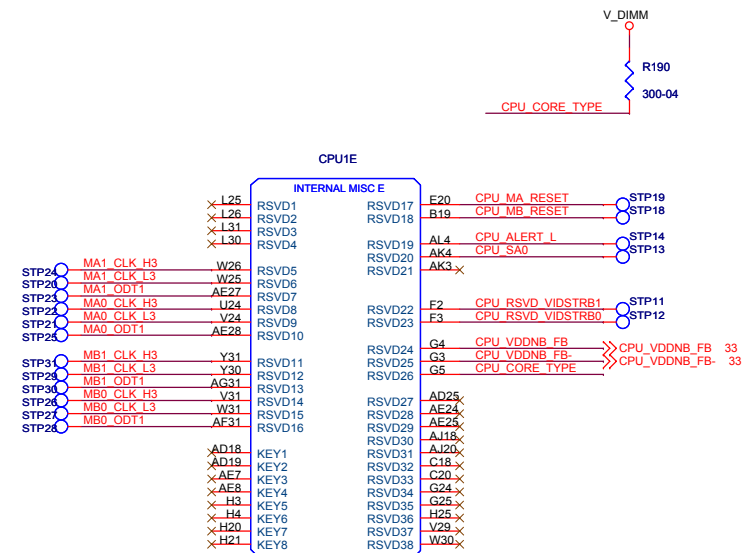 V_DIMM
R190
300-04
CPU_CORE_TYPE
CPU1E
INTERNAL MISC E
L25 RSVD1
L26 RSVD2
L31 RSVD3
L30 RSVD4
STP24 MA1_CLK_H3 W26 RSVD5
STP20 MA1_CLK_L3 W25 RSVD6
STP23 MA1_ODT1 AE27 RSVD7
STP22 MA0_CLK_H3 U24 RSVD8
STP21 MA0_CLK_L3 V24 RSVD9
STP25 MA0_ODT1 AE28 RSVD10
STP31 MB1_CLK_H3 Y31 RSVD11
STP29 MB1_CLK_L3 Y30 RSVD12
STP30 MB1_ODT1 AG31 RSVD13
STP26 MB0_CLK_H3 V31 RSVD14
STP27 MB0_CLK_L3 W31 RSVD15
STP28 MB0_ODT1 AF31 RSVD16
AD18 KEY1
AD19 KEY2
AE7 KEY3
AE8 KEY4
H3 KEY5
H4 KEY6
H20 KEY7
H21 KEY8
RSVD17 E20 CPU_MA_RESET STP19
RSVD18 B19 CPU_MB_RESET STP18
RSVD19 AL4 CPU_ALERT_L STP14
RSVD20 AK4 CPU_SA0 STP13
RSVD21 AK3
RSVD22 F2 CPU_RSVD_VIDSTRB1 STP11
RSVD23 F3 CPU_RSVD_VIDSTRB0 STP12
RSVD24 G4 CPU_VDDNB_FB CPU_VDDNB_FB 33
RSVD25 G3 CPU_VDDNB_FB- CPU_VDDNB_FB- 33
RSVD26 G5 CPU_CORE_TYPE
RSVD27 AD25
RSVD28 AE24
RSVD29 AE25
RSVD30 AJ18
RSVD31 AJ20
RSVD32 C18
RSVD33 C20
RSVD34 G24
RSVD35 G25
RSVD36 H25
RSVD37 V29
RSVD38 W30